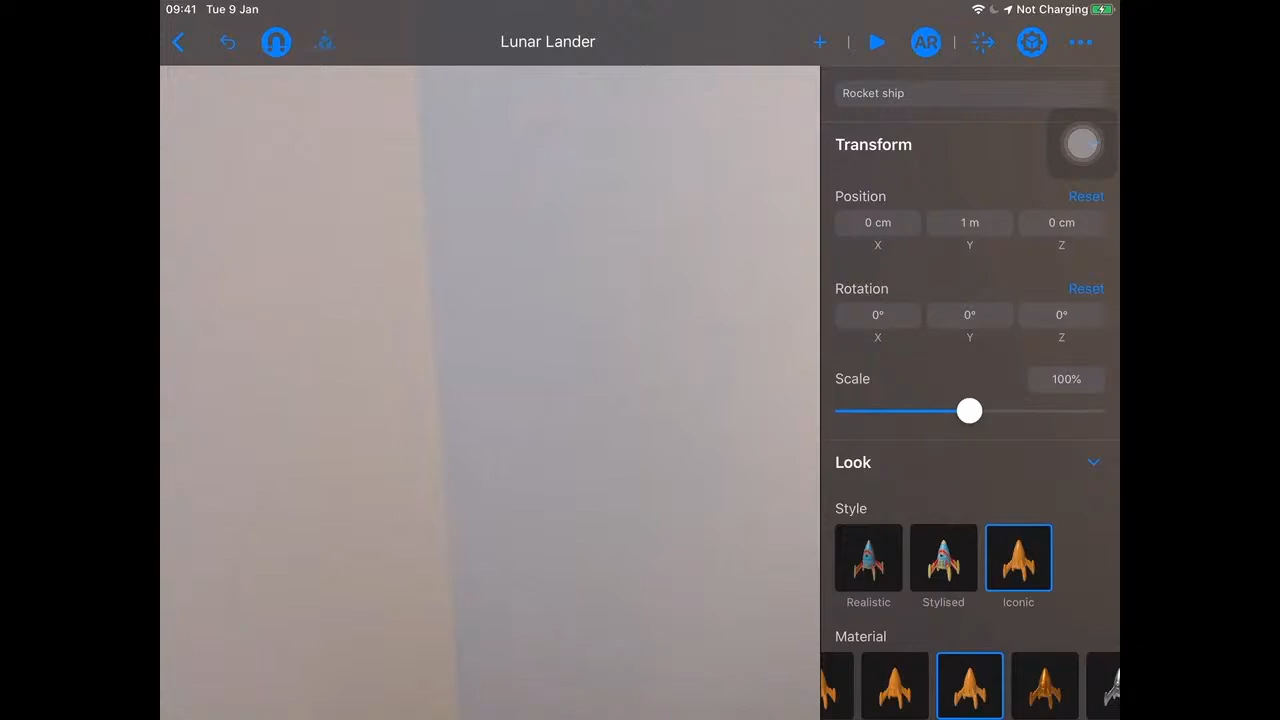 09:41 Tue 9 Jan Not Charging
Lunar Lander AR
Rocket ship
Transform
Position Reset
0 cm 1 m 0 cm
X Y Z
Rotation Reset
0° 0° 0°
X Y Z
Scale 100%
Look
Style
Realistic Stylised Iconic
Material